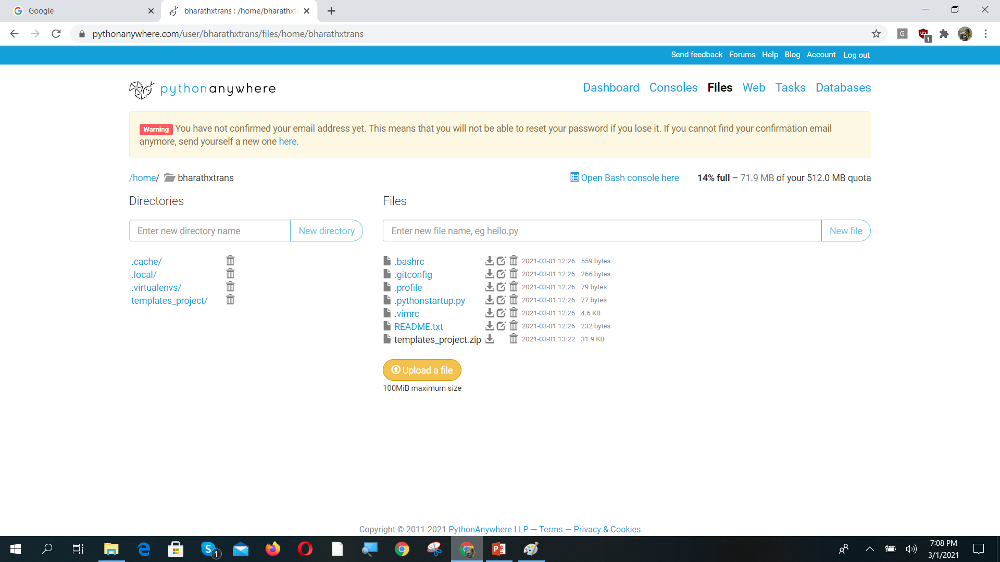 Google
bharathxtrans : /home/bharathxt
pythonanywhere.com/user/bharathxtrans/files/home/bharathxtrans
G
1
Send feedback Forums Help Blog Account Log out
pythonanywhere
Dashboard Consoles Files Web Tasks Databases
Warning You have not confirmed your email address yet. This means that you will not be able to reset your password if you lose it. If you cannot find your confirmation email
anymore, send yourself a new one here.
/home/ bharathxtrans
Open Bash console here 14% full – 71.9 MB of your 512.0 MB quota
Directories
Enter new directory name New directory
.cache/
.local/
.virtualenvs/
templates_project/
Files
Enter new file name, eg hello.py New file
.bashrc 2021-03-01 12:26 559 bytes
.gitconfig 2021-03-01 12:26 266 bytes
.profile 2021-03-01 12:26 79 bytes
.pythonstartup.py 2021-03-01 12:26 77 bytes
.vimrc 2021-03-01 12:26 4.6 KB
README.txt 2021-03-01 12:26 232 bytes
templates_project.zip 2021-03-01 13:22 31.9 KB
Upload a file
100MiB maximum size
Copyright © 2011-2021 PythonAnywhere LLP — Terms — Privacy & Cookies
1
7:08 PM
3/1/2021